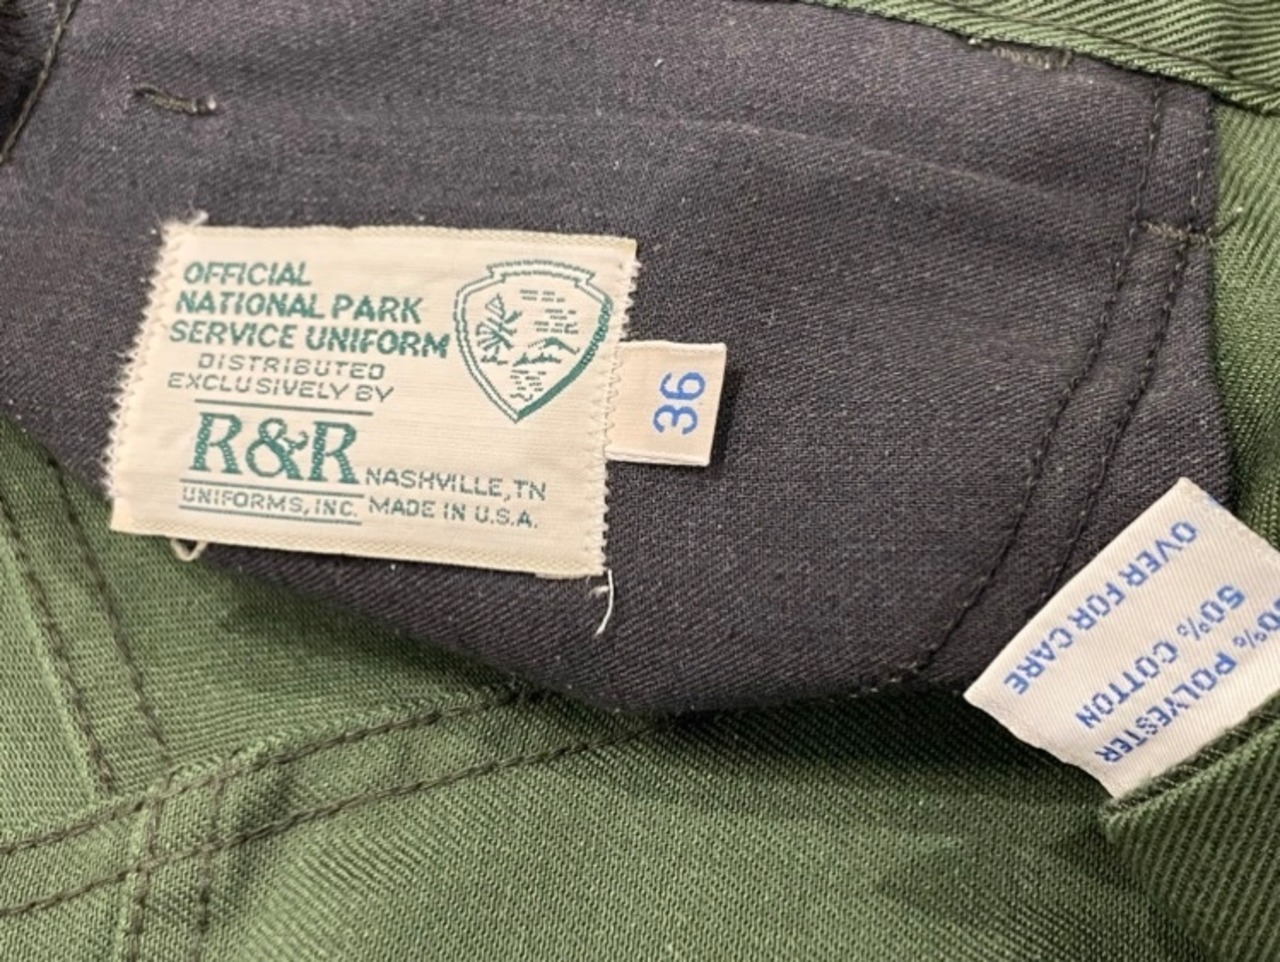 OFFICIAL
NATIONAL PARK
SERVICE UNIFORM
DISTRIBUTED
EXCLUSIVELY BY
R&R
UNIFORMS, INC.
NASHVILLE, TN
MADE IN U.S.A.
36
POLYESTER
50% COTTON
OVER FOR CARE